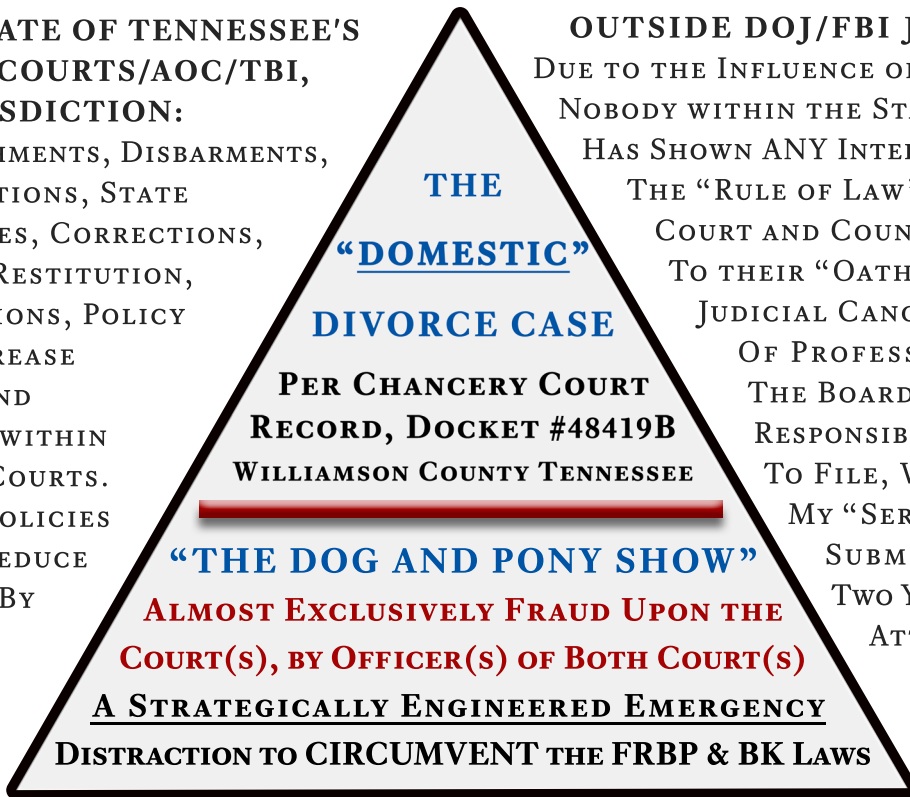 ATE OF TENNESSEE'S
COURTS/AOC/TBI,
SDICTION:
ments, Disbarments,
tions, State
es, Corrections,
Restitution,
ions, Policy
rease
nd
within
Courts.
olicies
educe
By
THE
“DOMESTIC”
DIVORCE CASE
Per Chancery Court
Record, Docket #48419B
Williamson County Tennessee
“THE DOG AND PONY SHOW”
Almost Exclusively Fraud Upon the
Court(s), by Officer(s) of Both Court(s)
A Strategically Engineered Emergency
Distraction to CIRCUMVENT the FRBP & BK Laws
OUTSIDE DOJ/FBI J
Due to the Influence o
Nobody within the Sta
Has Shown ANY Inte
The “Rule of Law”
Court and Coun
To their “Oath
Judicial Cano
Of Profess
The Board
Responsib
To File, 
My “Ser
Subm
Two Y
At